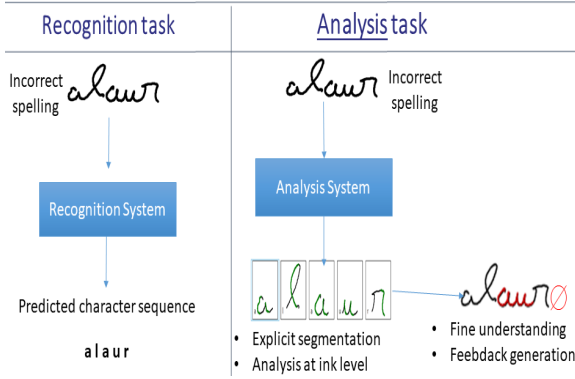 Recognition task
Incorrect spelling
alaur
Recognition System
Predicted character sequence
a l a u r
Analysis task
alaur
Incorrect spelling
Analysis System
a l a u r
alaur
• Explicit segmentation
• Analysis at ink level
• Fine understanding
• Feebdack generation